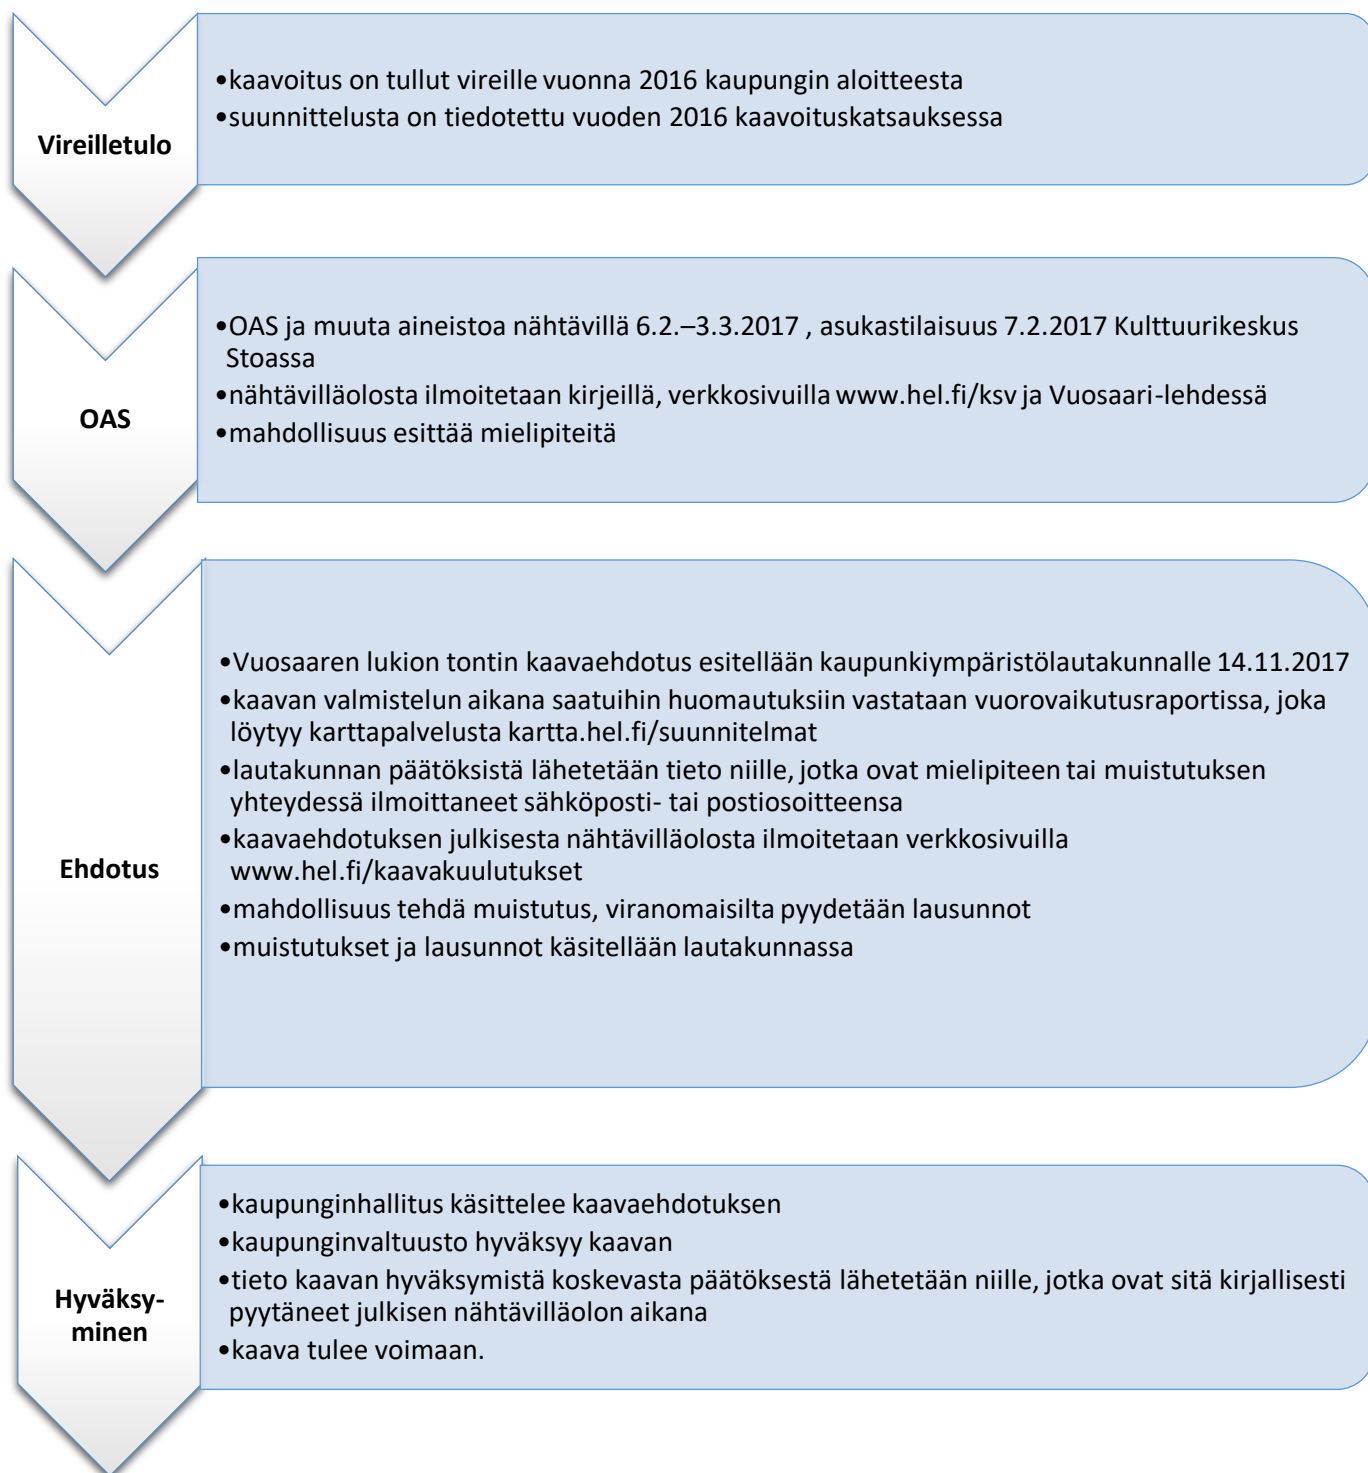 Vireilletulo
•kaavoitus on tullut vireille vuonna 2016 kaupungin aloitteesta
•suunnittelusta on tiedotettu vuoden 2016 kaavoituskatsauksessa
OAS
•OAS ja muuta aineistoa nähtävillä 6.2.–3.3.2017 , asukastilaisuus 7.2.2017 Kulttuurikeskus
Stoassa
•nähtävilläolosta ilmoitetaan kirjeillä, verkkosivuilla www.hel.fi/ksv ja Vuosaari-lehdessä
•mahdollisuus esittää mielipiteitä
Ehdotus
•Vuosaaren lukion tontin kaavaehdotus esitellään kaupunkiympäristölautakunnalle 14.11.2017
•kaavan valmistelun aikana saatuihin huomautuksiin vastataan vuorovaikutusraportissa, joka
löytyy karttapalvelusta kartta.hel.fi/suunnitelmat
•lautakunnan päätöksistä lähetetään tieto niille, jotka ovat mielipiteen tai muistutuksen
yhteydessä ilmoittaneet sähköposti- tai postiosoitteensa
•kaavaehdotuksen julkisesta nähtävilläolosta ilmoitetaan verkkosivuilla
www.hel.fi/kaavakuulutukset
•mahdollisuus tehdä muistutus, viranomaisilta pyydetään lausunnot
•muistutukset ja lausunnot käsitellään lautakunnassa
Hyväksy-
minen
•kaupunginhallitus käsittelee kaavaehdotuksen
•kaupunginvaltuusto hyväksyy kaavan
•tieto kaavan hyväksymistä koskevasta päätöksestä lähetetään niille, jotka ovat sitä kirjallisesti
pyytäneet julkisen nähtävilläolon aikana
•kaava tulee voimaan.